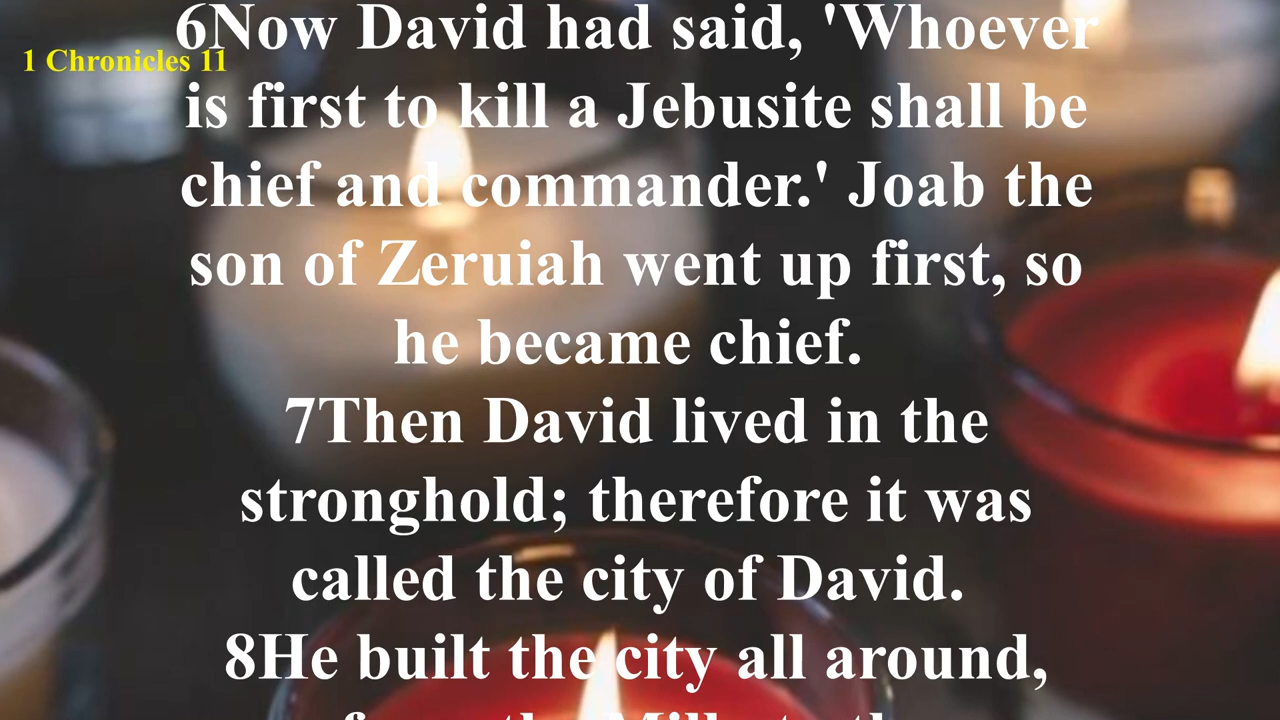 6Now David had said, 'Whoever
1 Chronicles 11
is first to kill a Jebusite shall be
chief and commander.' Joab the
son of Zeruiah went up first, so
he became chief.
7Then David lived in the
stronghold; therefore it was
called the city of David.
8He built the city all around,